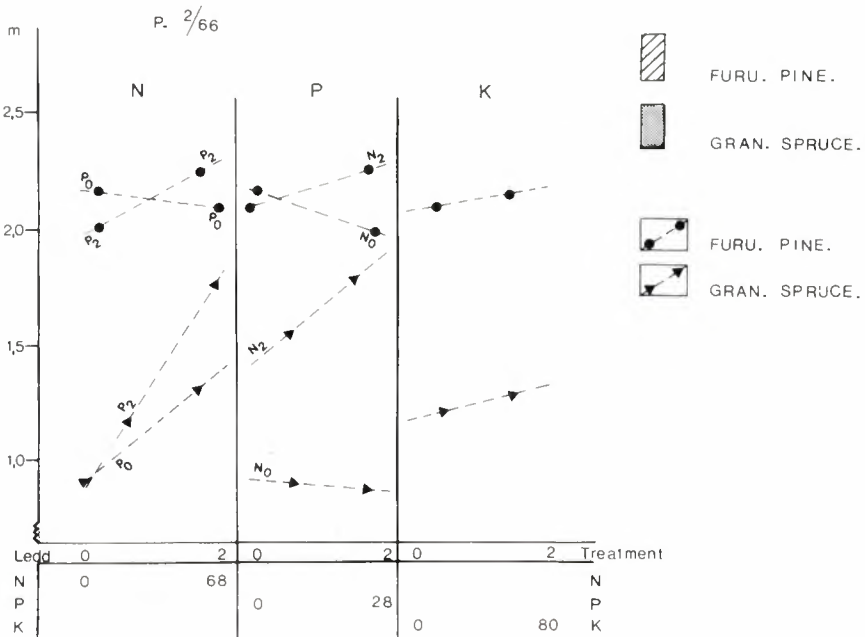 P- 2/66
m
N P K
FURU. PINE.
GRAN. SPRUCE.
2,5
P0 P2 N2
P2 P0 N0
2,0
FURU. PINE.
GRAN. SPRUCE.
1,5
N2
P2
P0
N0
1,0
Ledd 0 2 0 2 0 2 Treatment
N 0 68 N
P 0 28 P
K 0 80 K